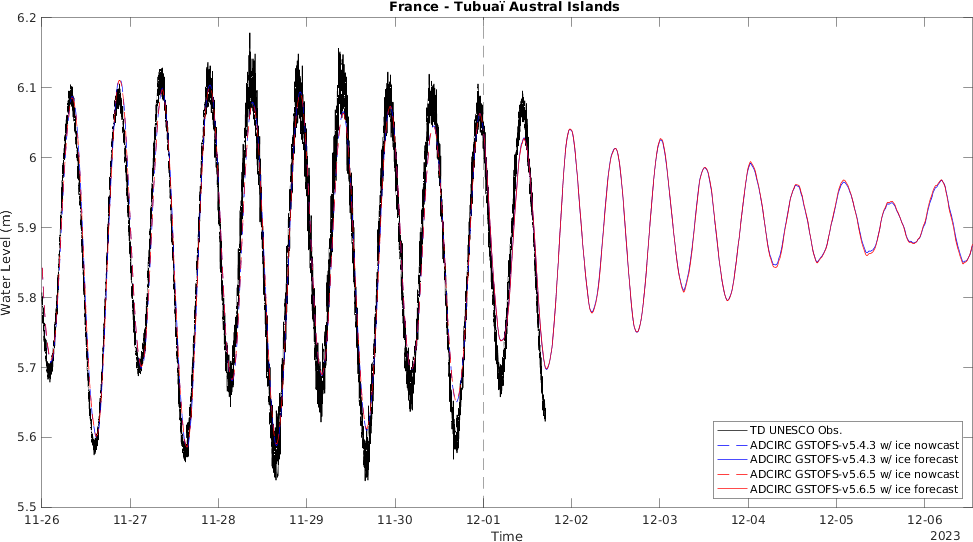 France - Tubuaï Austral Islands
6.2
6.1
6
5.9
5.8
5.7
5.6
5.5
Water Level (m)
TD UNESCO Obs.
ADCIRC GSTOFS-v5.4.3 w/ ice nowcast
ADCIRC GSTOFS-v5.4.3 w/ ice forecast
ADCIRC GSTOFS-v5.6.5 w/ ice nowcast
ADCIRC GSTOFS-v5.6.5 w/ ice forecast
11-26 11-27 11-28 11-29 11-30 12-01 12-02 12-03 12-04 12-05 12-06
Time
2023